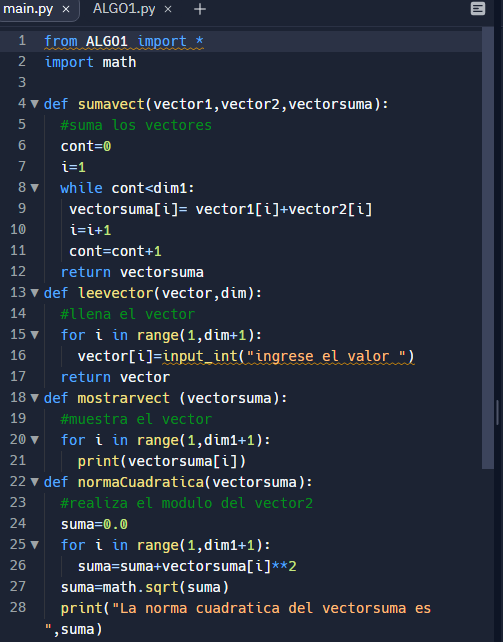 main.py × ALGO1.py × +
1 from ALGO1 import *
2 import math
3
4 def sumavect(vector1,vector2,vectorsuma):
5 #suma los vectores
6 cont=0
7 i=1
8 while cont<dim1:
9 vectorsuma[i]= vector1[i]+vector2[i]
10 i=i+1
11 cont=cont+1
12 return vectorsuma
13 def leevector(vector,dim):
14 #llena el vector
15 for i in range(1,dim+1):
16 vector[i]=input_int("ingrese el valor ")
17 return vector
18 def mostrarvect (vectorsuma):
19 #muestra el vector
20 for i in range(1,dim1+1):
21 print(vectorsuma[i])
22 def normaCuadratica(vectorsuma):
23 #realiza el modulo del vector2
24 suma=0.0
25 for i in range(1,dim1+1):
26 suma=suma+vectorsuma[i]**2
27 suma=math.sqrt(suma)
28 print("La norma cuadratica del vectorsuma es
",suma)